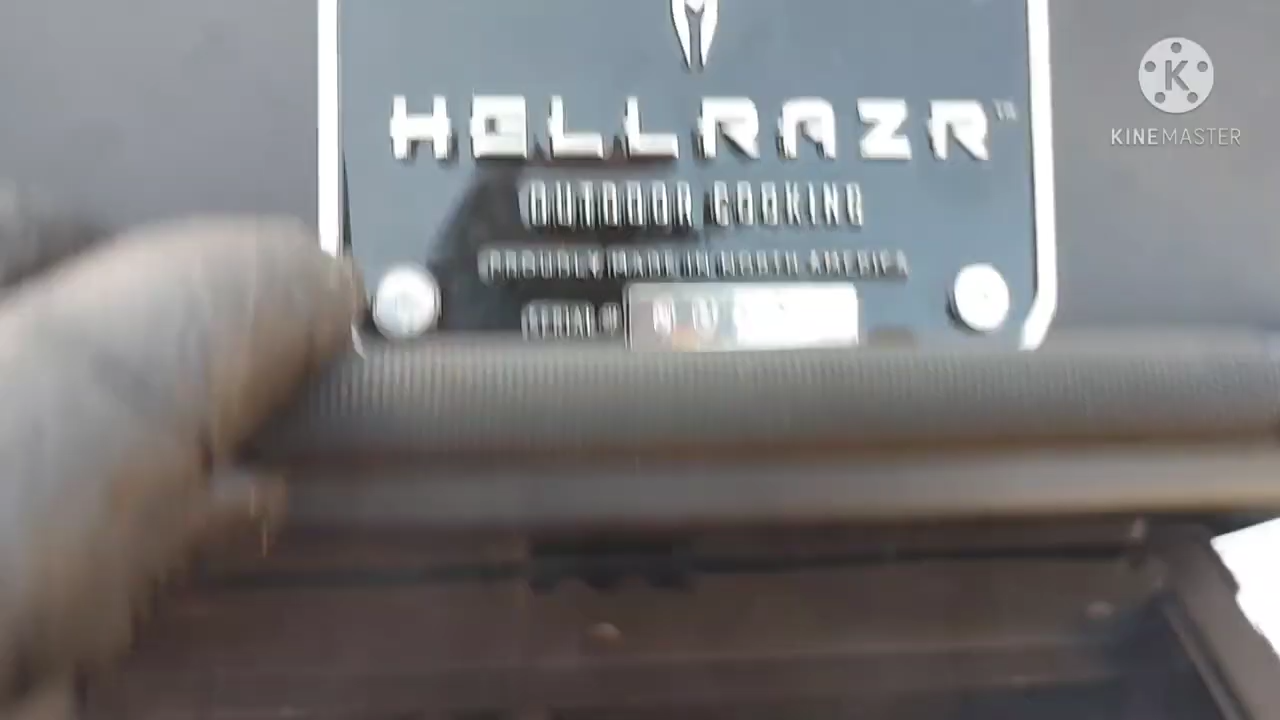 HELLRAZR™
OUTDOOR COOKING
PROUDLY MADE IN NORTH AMERICA
SERIAL #
K
KINEMASTER